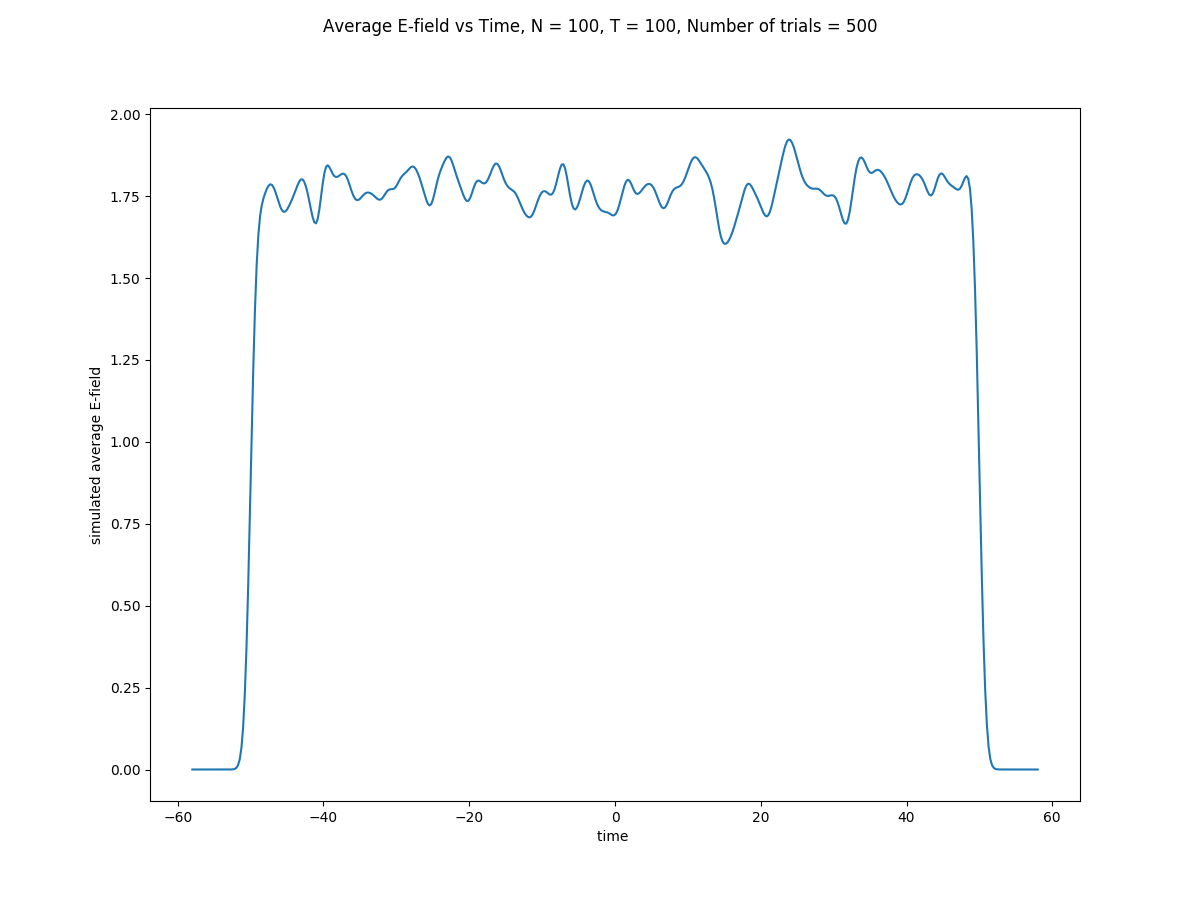 Average E-field vs Time, N = 100, T = 100, Number of trials = 500
2.00
1.75
1.50
1.25
1.00
0.75
0.50
0.25
0.00
simulated average E-field
−60 −40 −20 0 20 40 60
time